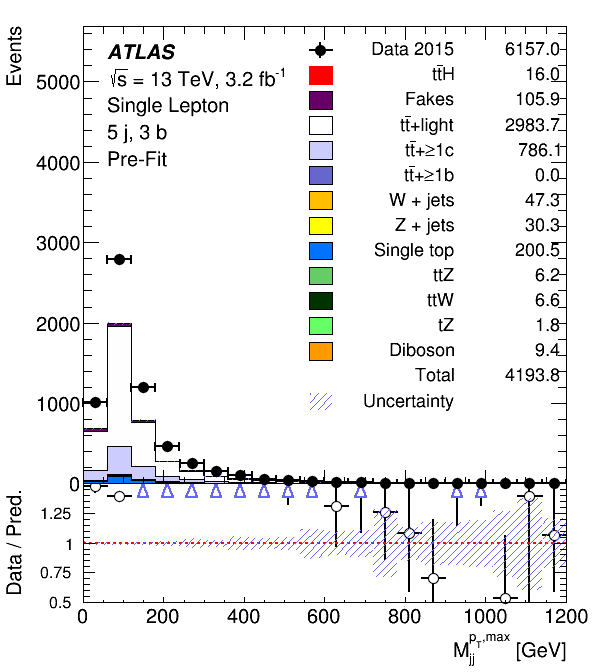 Events
ATLAS
√s = 13 TeV, 3.2 fb⁻¹
Single Lepton
5 j, 3 b
Pre-Fit
Data 2015 6157.0
tt̄H 16.0
Fakes 105.9
tt̄+light 2983.7
tt̄+≥1c 786.1
tt̄+≥1b 0.0
W + jets 47.3
Z + jets 30.3
Single top 200.5
ttZ 6.2
ttW 6.6
tZ 1.8
Diboson 9.4
Total 4193.8
Uncertainty
5000
4000
3000
2000
1000
0
Data / Pred.
1.25
1
0.75
0.5
0 200 400 600 800 1000 1200
M_jj^{p_T,max} [GeV]